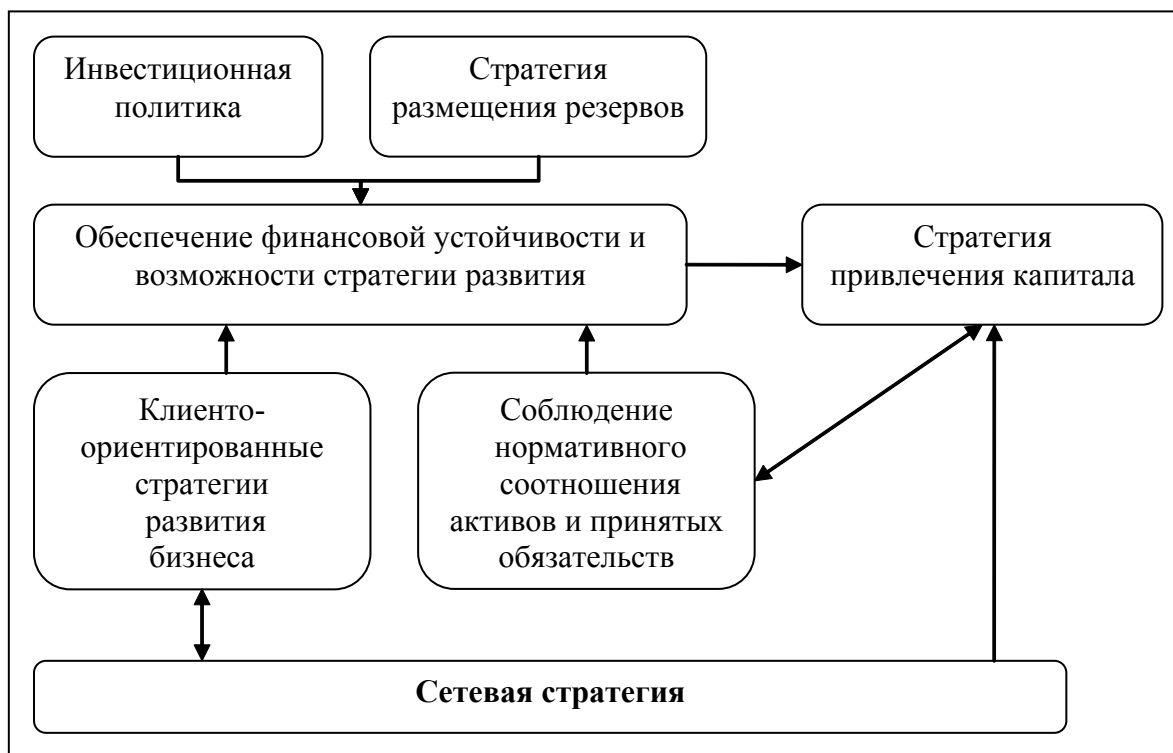 Инвестиционная
политика
Стратегия
размещения резервов
Обеспечение финансовой устойчивости и
возможности стратегии развития
Стратегия
привлечения капитала
Клиенто-
ориентированные
стратегии
развития
бизнеса
Соблюдение
нормативного
соотношения
активов и принятых
обязательств
Сетевая стратегия